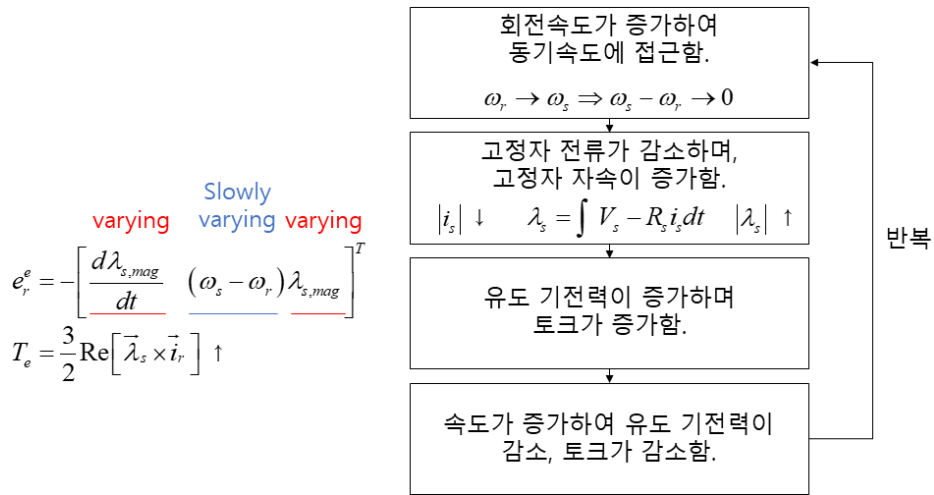 회전속도가 증가하여
동기속도에 접근함.
ω_r → ω_s ⇒ ω_s − ω_r → 0
고정자 전류가 감소하며,
고정자 자속이 증가함.
|i_s| ↓ λ_s = ∫ V_s − R_s i_s dt |λ_s| ↑
유도 기전력이 증가하며
토크가 증가함.
속도가 증가하여 유도 기전력이
감소, 토크가 감소함.
반복
Slowly
varying varying varying
e_r^e = −[dλ_{s,mag}/dt (ω_s − ω_r)λ_{s,mag}]^T
T_e = 3/2 Re[λ⃗_s × i⃗_r] ↑